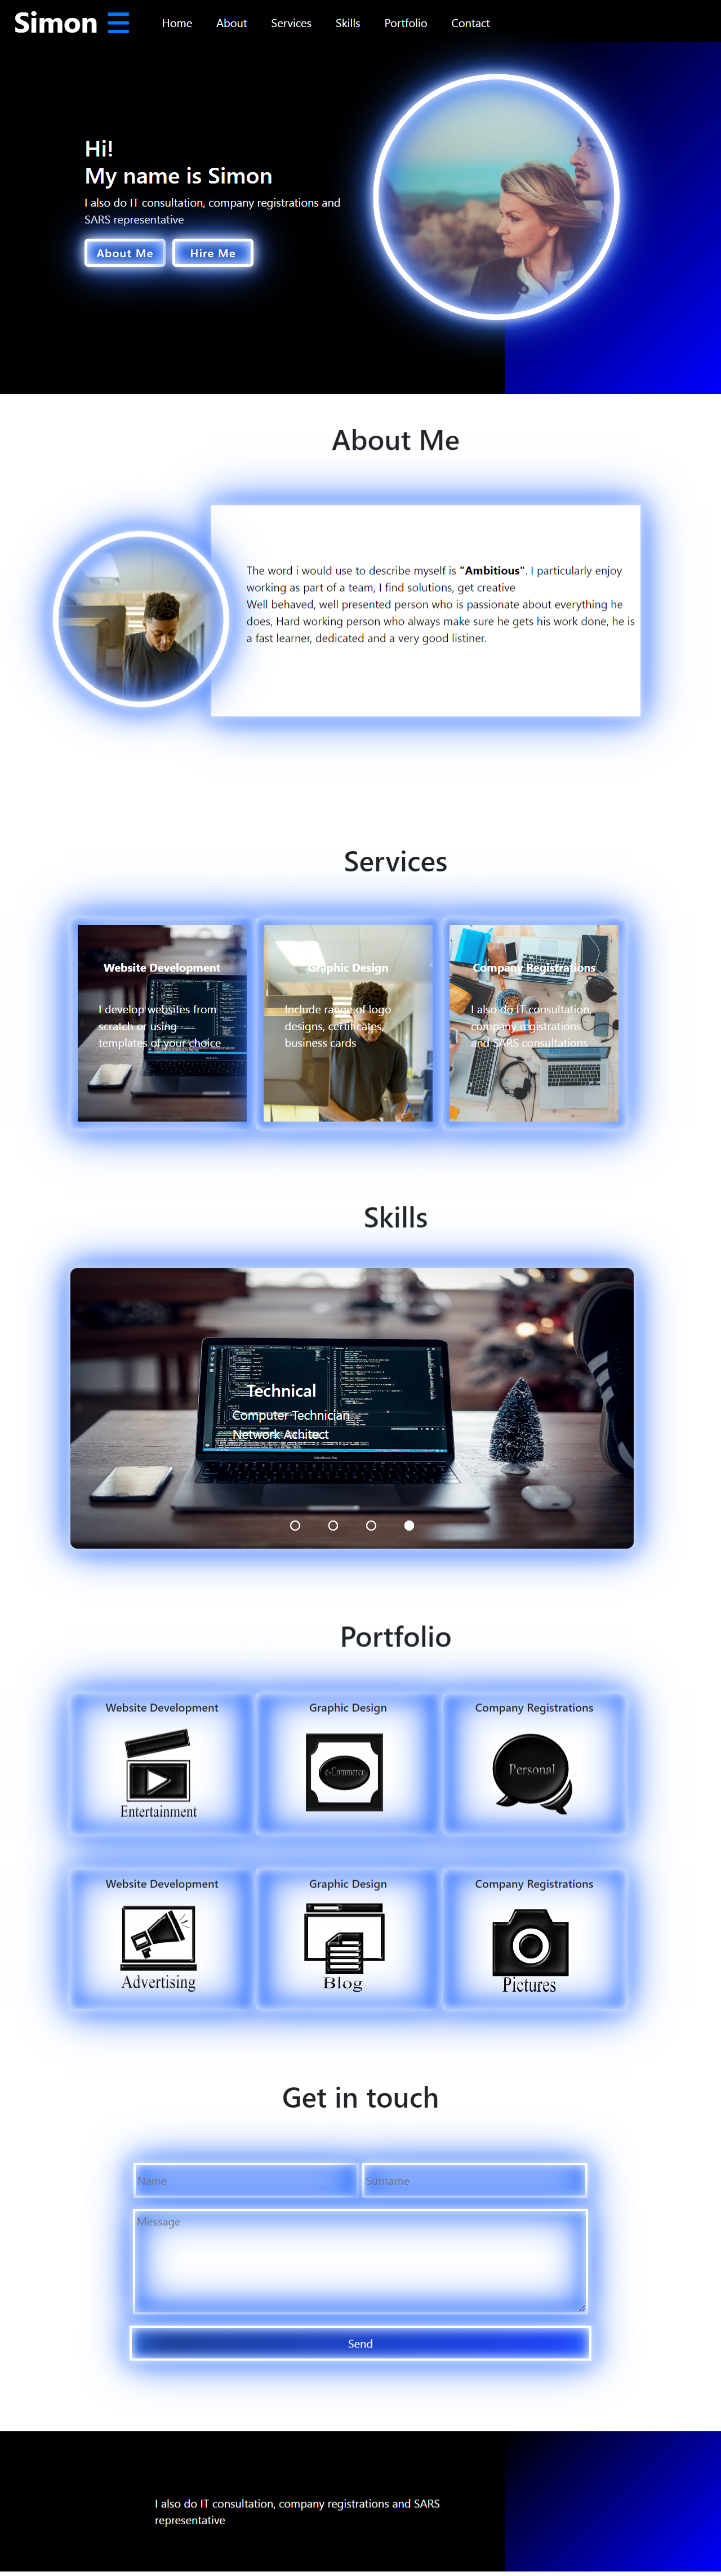 Simon
Home About Services Skills Portfolio Contact
Hi!
My name is Simon
I also do IT consultation, company registrations and
SARS representative
About Me Hire Me
About Me
The word i would use to describe myself is "Ambitious". I particularly enjoy
working as part of a team, I find solutions, get creative
Well behaved, well presented person who is passionate about everything he
does, Hard working person who always make sure he gets his work done, he is
a fast learner, dedicated and a very good listiner.
Services
Website Development
I develop websites from
scratch or using
templates of your choice
Graphic Design
Include range of logo
designs, certificates,
business cards
Company Registrations
I also do IT consultation,
company registrations
and SARS consultations
Skills
Technical
Computer Technician
Network Achitect
MacBook Pro
Portfolio
Website Development
Entertainment
Graphic Design
e-Commerce
Company Registrations
Personal
Website Development
Advertising
Graphic Design
Blog
Company Registrations
Pictures
Get in touch
Name Surname
Message
Send
I also do IT consultation, company registrations and SARS
representative